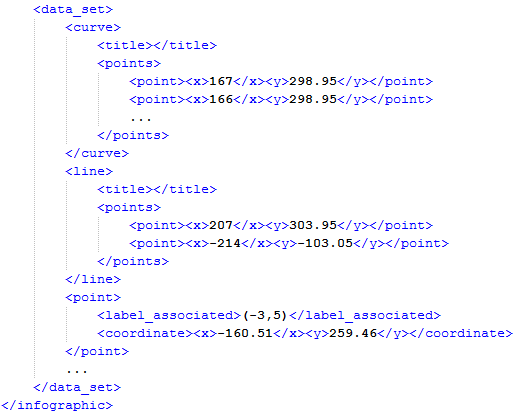 <data_set>
<curve>
<title></title>
<points>
<point><x>167</x><y>298.95</y></point>
<point><x>166</x><y>298.95</y></point>
...
</points>
</curve>
<line>
<title></title>
<points>
<point><x>207</x><y>303.95</y></point>
<point><x>-214</x><y>-103.05</y></point>
</points>
</line>
<point>
<label_associated>(-3,5)</label_associated>
<coordinate><x>-160.51</x><y>259.46</y></coordinate>
</point>
...
</data_set>
</infographic>